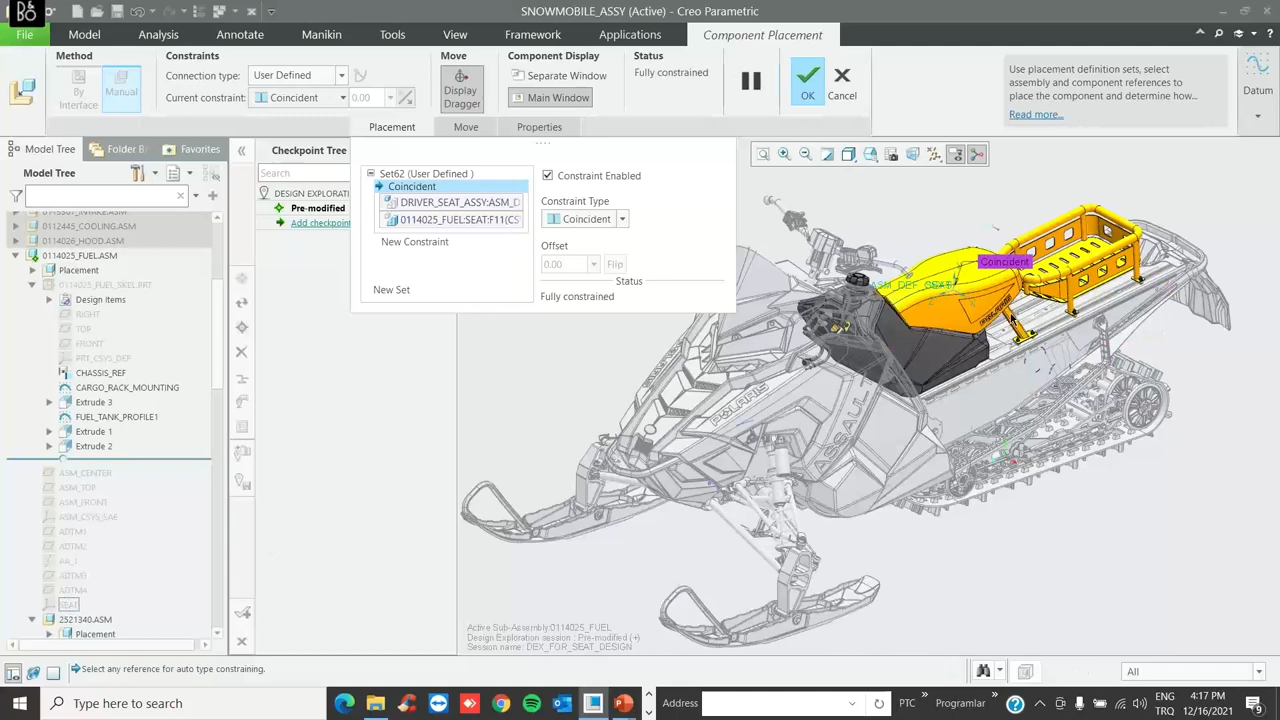 B&O
SNOWMOBILE_ASSY (Active) - Creo Parametric
File Model Analysis Annotate Manikin Tools View Framework Applications Component Placement
Method Constraints Move Component Display Status
By Interface
Manual
Connection type: User Defined
Current constraint: Coincident 0.00
Display Dragger
Separate Window
Main Window
Fully constrained
OK
Cancel
Use placement definition sets, select
assembly and component references to
place the component and determine how...
Read more...
Datum
Placement Move Properties
Model Tree Folder B Favorites
Model Tree
0112445_COOLING.ASM
0114026_HOOD.ASM
0114025_FUEL.ASM
Placement
0114025_FUEL_SKEL.PRT
Design Items
RIGHT
TOP
FRONT
PRT_CSYS_DEF
CHASSIS_REF
CARGO_RACK_MOUNTING
Extrude 3
FUEL_TANK_PROFILE1
Extrude 1
Extrude 2
ASM_CENTER
ASM_TOP
ASM_FRONT
ASM_CSYS_SAE
ADTM1
ADTM2
AA_1
ADTM3
ADTM4
SEAT
2521340.ASM
Placement
Checkpoint Tree
Search
DESIGN EXPLORATI
Pre-modified
Add checkpoint
Set62 (User Defined )
Coincident
DRIVER_SEAT_ASSY:ASM_D
0114025_FUEL:SEAT:F11(CS
New Constraint
New Set
Constraint Enabled
Constraint Type
Coincident
Offset
0.00 Flip
Status
Fully constrained
Coincident
POLARIS
ASSAULT
Active Sub-Assembly:0114025_FUEL
Design Exploration session : Pre-modified (+)
Session name: DEX_FOR_SEAT_DESIGN
Select any reference for auto type constraining.
All
Type here to search
Address
PTC
Programlar
ENG
TRQ
4:17 PM
12/16/2021